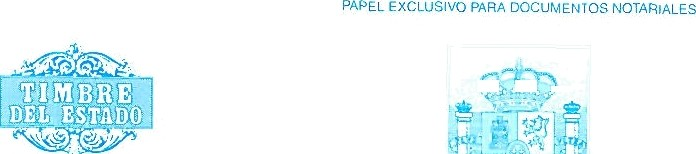 PAPEL EXCLUSIVO PARA DOCUMENTOS NOTARIALES
TIMBRE
DEL ESTADO